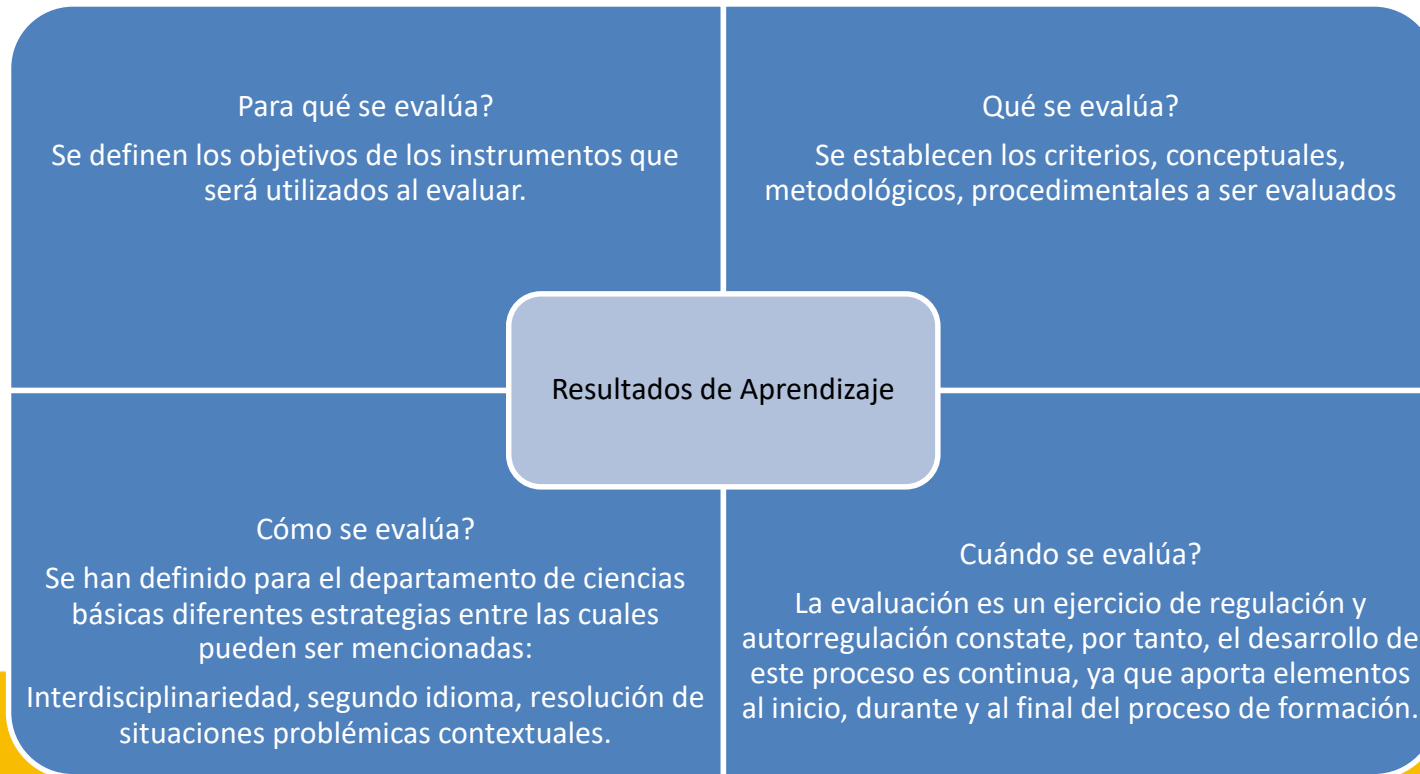 Para qué se evalúa?
Se definen los objetivos de los instrumentos que
será utilizados al evaluar.
Qué se evalúa?
Se establecen los criterios, conceptuales,
metodológicos, procedimentales a ser evaluados
Resultados de Aprendizaje
Cómo se evalúa?
Se han definido para el departamento de ciencias
básicas diferentes estrategias entre las cuales
pueden ser mencionadas:
Interdisciplinariedad, segundo idioma, resolución de
situaciones problémicas contextuales.
Cuándo se evalúa?
La evaluación es un ejercicio de regulación y
autorregulación constate, por tanto, el desarrollo de
este proceso es continua, ya que aporta elementos
al inicio, durante y al final del proceso de formación.